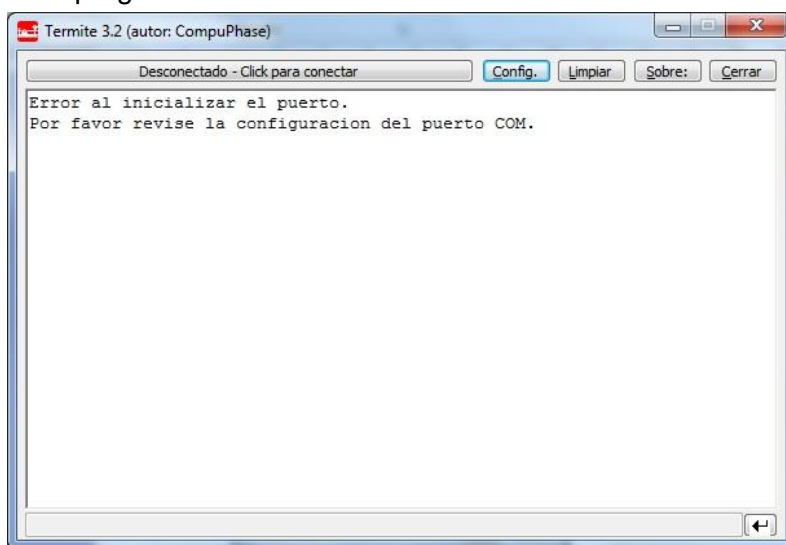 Termite 3.2 (autor: CompuPhase)
Desconectado - Click para conectar Config. Limpiar Sobre: Cerrar
Error al inicializar el puerto.
Por favor revise la configuracion del puerto COM.